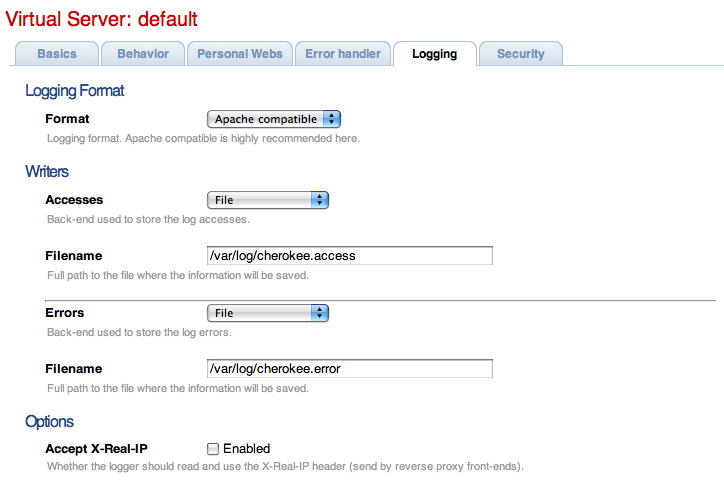 Virtual Server: default
Basics Behavior Personal Webs Error handler Logging Security
Logging Format
Format Apache compatible
Logging format. Apache compatible is highly recommended here.
Writers
Accesses File
Back-end used to store the log accesses.
Filename /var/log/cherokee.access
Full path to the file where the information will be saved.
Errors File
Back-end used to store the log errors.
Filename /var/log/cherokee.error
Full path to the file where the information will be saved.
Options
Accept X-Real-IP Enabled
Whether the logger should read and use the X-Real-IP header (send by reverse proxy front-ends).